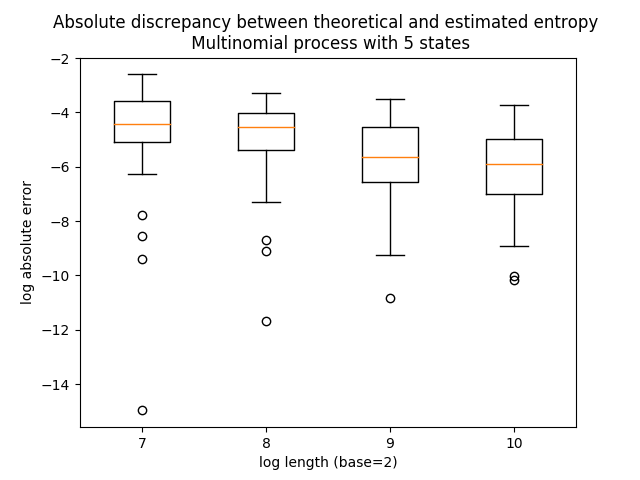 Absolute discrepancy between theoretical and estimated entropy
Multinomial process with 5 states
−2
−4
−6
−8
−10
−12
−14
log absolute error
7 8 9 10
log length (base=2)